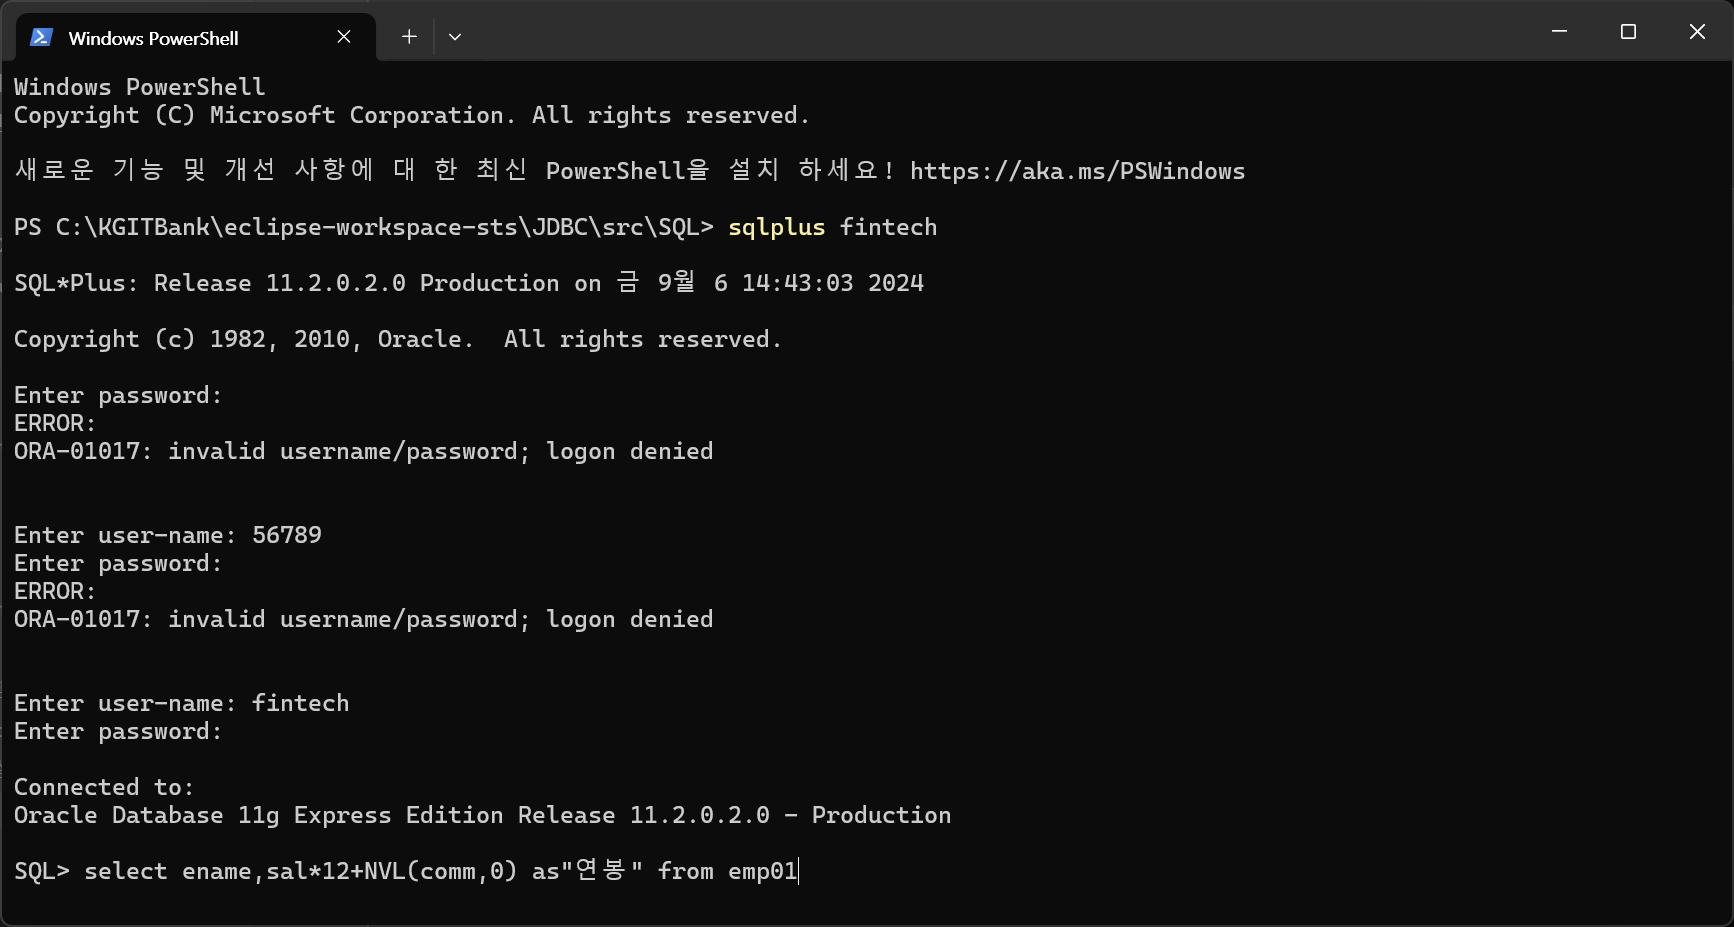 Windows PowerShell
Windows PowerShell
Copyright (C) Microsoft Corporation. All rights reserved.
새로운 기능 및 개선 사항에 대 한 최신 PowerShell을 설치 하세요! https://aka.ms/PSWindows
PS C:\KGITBank\eclipse-workspace-sts\JDBC\src\SQL> sqlplus fintech
SQL*Plus: Release 11.2.0.2.0 Production on 금 9월 6 14:43:03 2024
Copyright (c) 1982, 2010, Oracle.  All rights reserved.
Enter password:
ERROR:
ORA-01017: invalid username/password; logon denied
Enter user-name: 56789
Enter password:
ERROR:
ORA-01017: invalid username/password; logon denied
Enter user-name: fintech
Enter password:
Connected to:
Oracle Database 11g Express Edition Release 11.2.0.2.0 - Production
SQL> select ename,sal*12+NVL(comm,0) as"연봉" from emp01